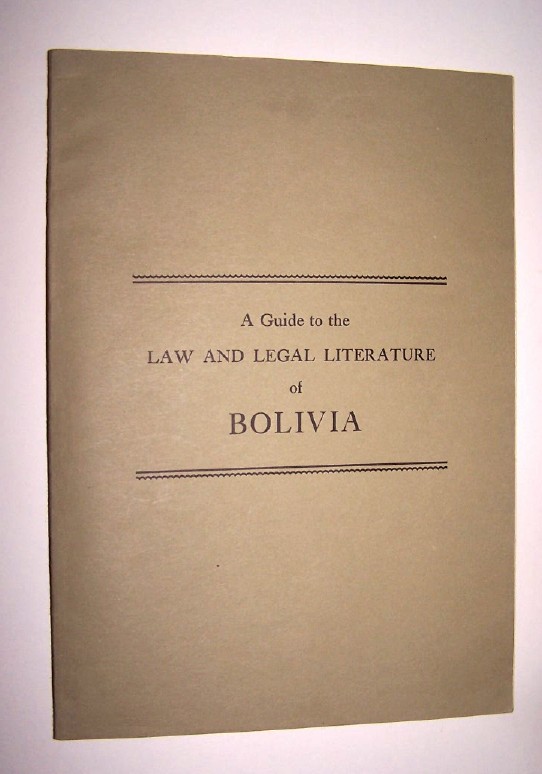 A Guide to the
LAW AND LEGAL LITERATURE
of
BOLIVIA